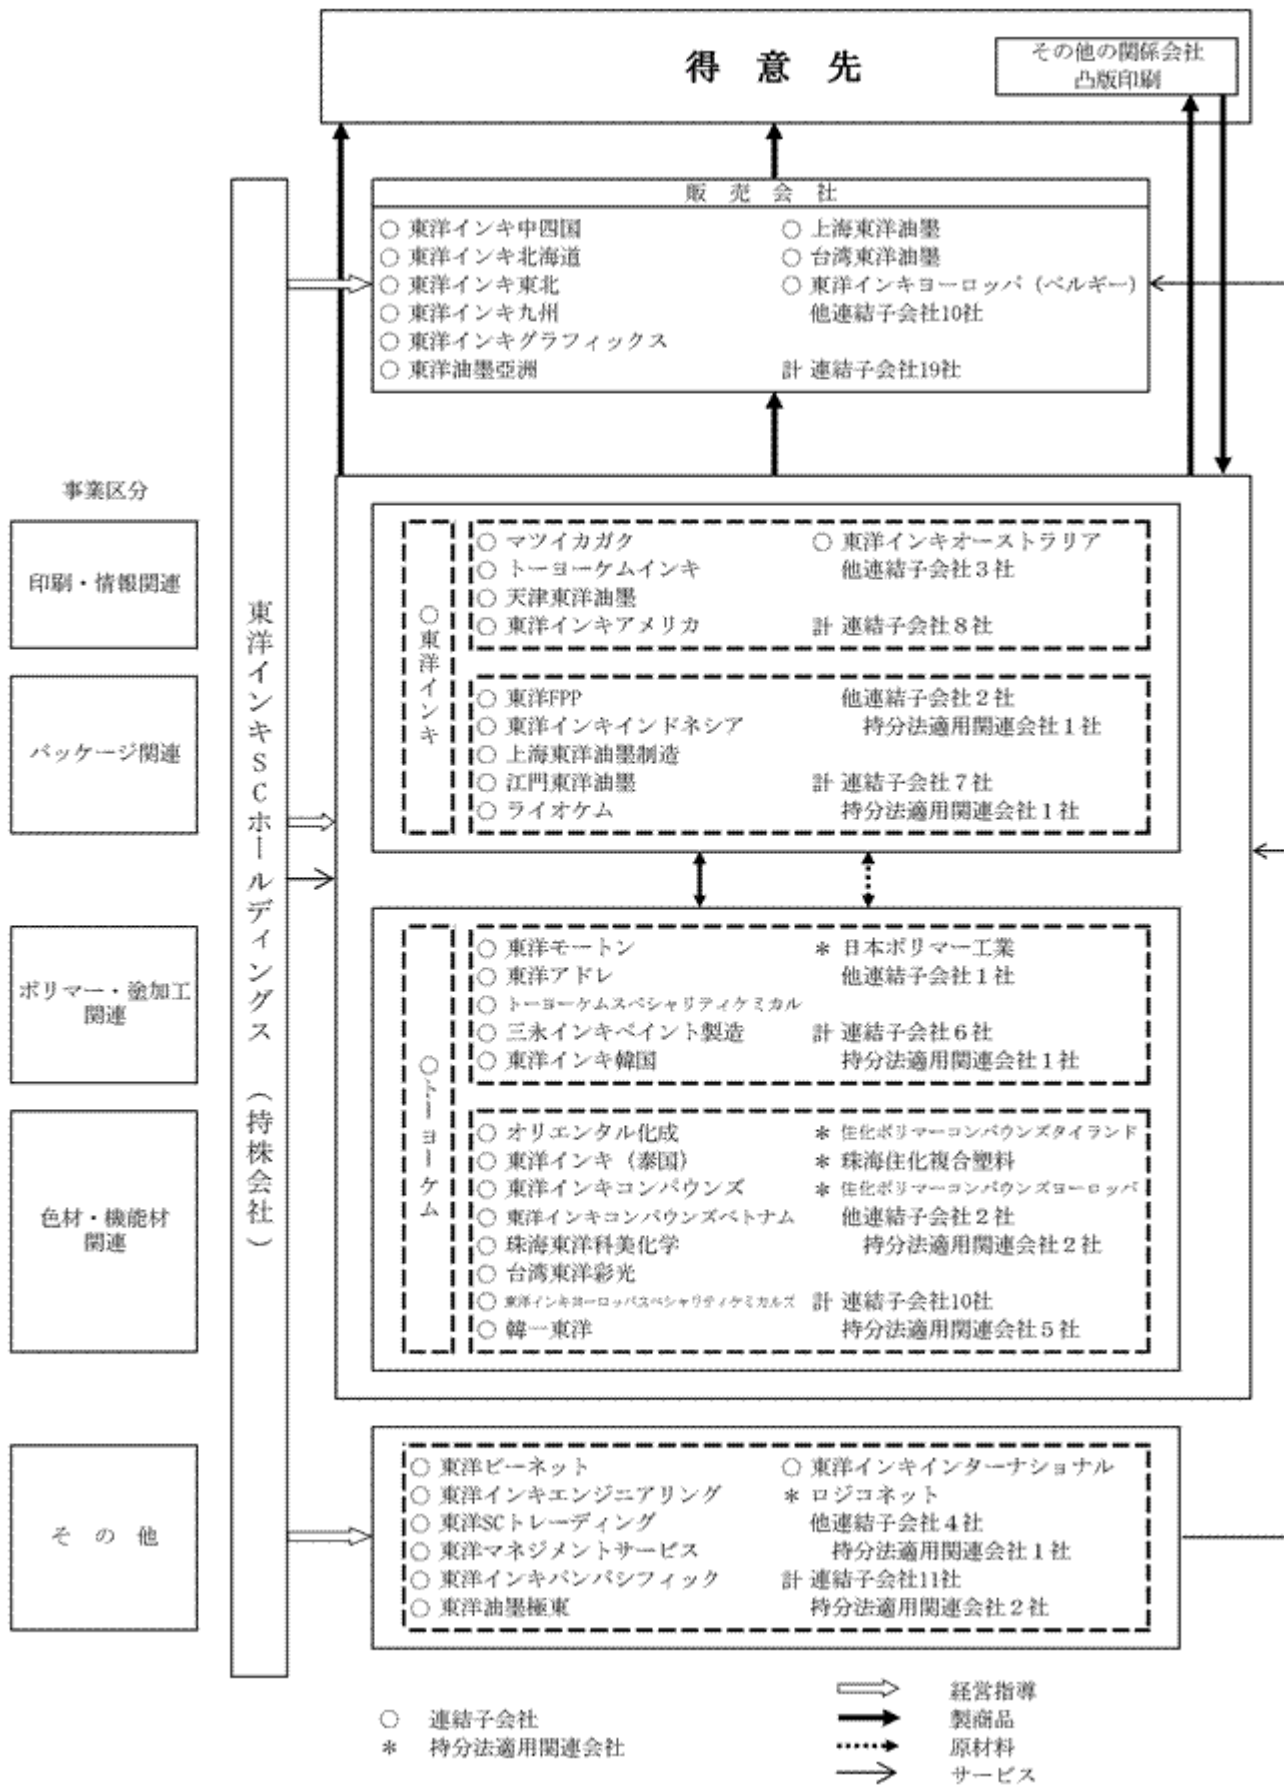 得意先
その他の関係会社
凸版印刷
販売会社
○ 東洋インキ中四国
○ 東洋インキ北海道
○ 東洋インキ東北
○ 東洋インキ九州
○ 東洋インキグラフィックス
○ 東洋油墨亞洲
○ 上海東洋油墨
○ 台湾東洋油墨
○ 東洋インキヨーロッパ（ベルギー）
他連結子会社10社
計 連結子会社19社
事業区分
印刷・情報関連
パッケージ関連
ポリマー・塗加工
関連
色材・機能材
関連
その他
東洋インキSCホールディングス（持株会社）
○東洋インキ
○ マツイカガク
○ トーヨーケムインキ
○ 天津東洋油墨
○ 東洋インキアメリカ
○ 東洋インキオーストラリア
他連結子会社３社
計 連結子会社８社
○ 東洋FPP
○ 東洋インキインドネシア
○ 上海東洋油墨制造
○ 江門東洋油墨
○ ライオケム
他連結子会社２社
持分法適用関連会社１社
計 連結子会社７社
持分法適用関連会社１社
○トーヨーケム
○ 東洋モートン
○ 東洋アドレ
○ トーヨーケムスペシャリティケミカル
○ 三永インキペイント製造
○ 東洋インキ韓国
＊ 日本ポリマー工業
他連結子会社１社
計 連結子会社６社
持分法適用関連会社１社
○ オリエンタル化成
○ 東洋インキ（泰国）
○ 東洋インキコンパウンズ
○ 東洋インキコンパウンズベトナム
○ 珠海東洋科美化学
○ 台湾東洋彩光
○ 東洋インキヨーロッパスペシャリティケミカルズ
○ 韓一東洋
＊ 住化ポリマーコンパウンズタイランド
＊ 珠海住化複合塑料
＊ 住化ポリマーコンパウンズヨーロッパ
他連結子会社２社
持分法適用関連会社２社
計 連結子会社10社
持分法適用関連会社５社
○ 東洋ビーネット
○ 東洋インキエンジニアリング
○ 東洋SCトレーディング
○ 東洋マネジメントサービス
○ 東洋インキパンパシフィック
○ 東洋油墨極東
○ 東洋インキインターナショナル
＊ ロジコネット
他連結子会社４社
持分法適用関連会社１社
計 連結子会社11社
持分法適用関連会社２社
○ 連結子会社
＊ 持分法適用関連会社
経営指導
製商品
原材料
サービス